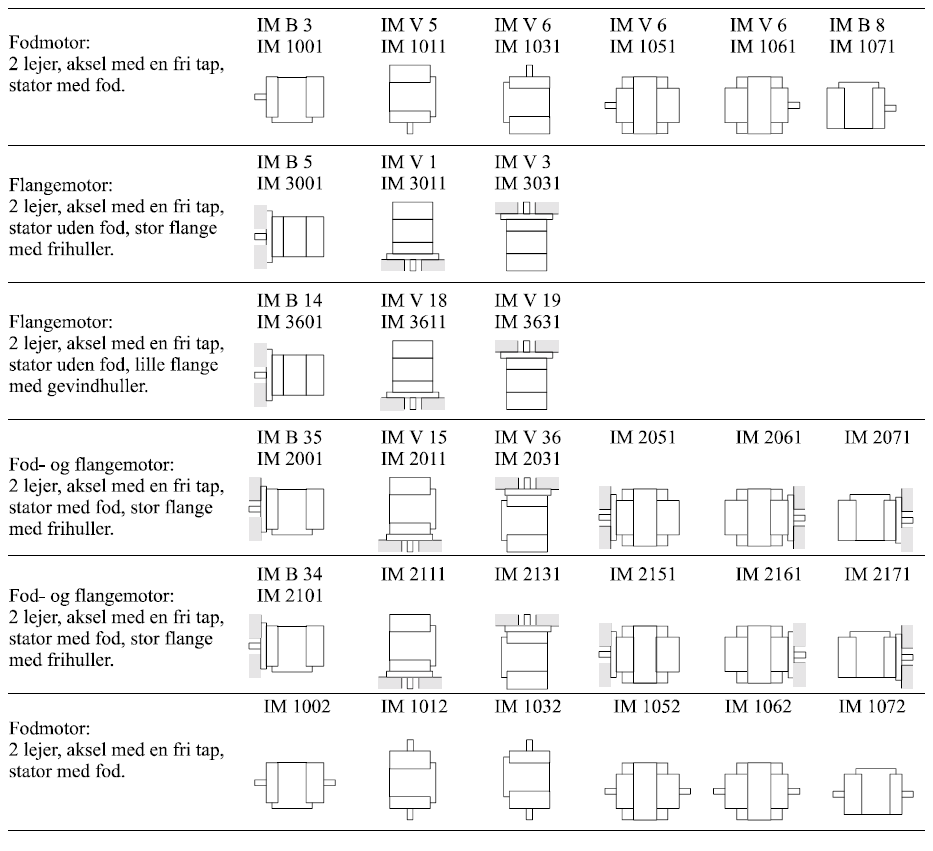 IM B 3 IM V 5 IM V 6 IM V 6 IM V 6 IM B 8
Fodmotor: IM 1001 IM 1011 IM 1031 IM 1051 IM 1061 IM 1071
2 lejer, aksel med en fri tap,
stator med fod.
IM B 5 IM V 1 IM V 3
Flangemotor: IM 3001 IM 3011 IM 3031
2 lejer, aksel med en fri tap,
stator uden fod, stor flange
med frihuller.
IM B 14 IM V 18 IM V 19
Flangemotor: IM 3601 IM 3611 IM 3631
2 lejer, aksel med en fri tap,
stator uden fod, lille flange
med gevindhuller.
IM B 35 IM V 15 IM V 36 IM 2051 IM 2061 IM 2071
Fod- og flangemotor: IM 2001 IM 2011 IM 2031
2 lejer, aksel med en fri tap,
stator med fod, stor flange
med frihuller.
IM B 34 IM 2111 IM 2131 IM 2151 IM 2161 IM 2171
Fod- og flangemotor: IM 2101
2 lejer, aksel med en fri tap,
stator med fod, stor flange
med frihuller.
IM 1002 IM 1012 IM 1032 IM 1052 IM 1062 IM 1072
Fodmotor:
2 lejer, aksel med en fri tap,
stator med fod.